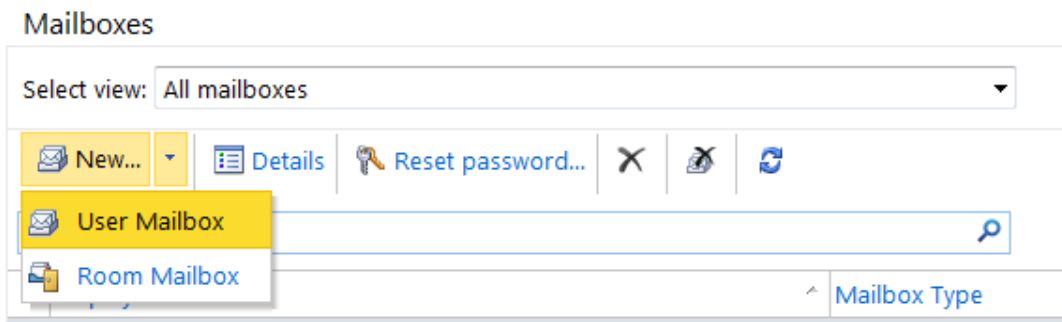 Mailboxes
Select view: All mailboxes
New... Details Reset password...
User Mailbox
Room Mailbox
Mailbox Type